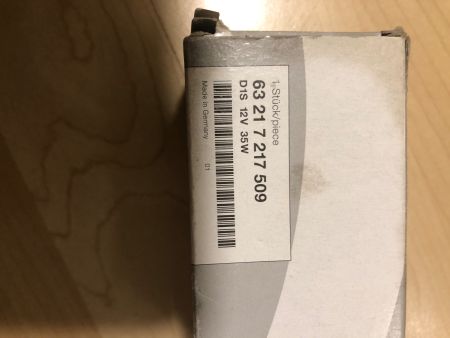 1 Stück/piece
63 21 7 217 509
D1S 12V 35W
Made in Germany 01